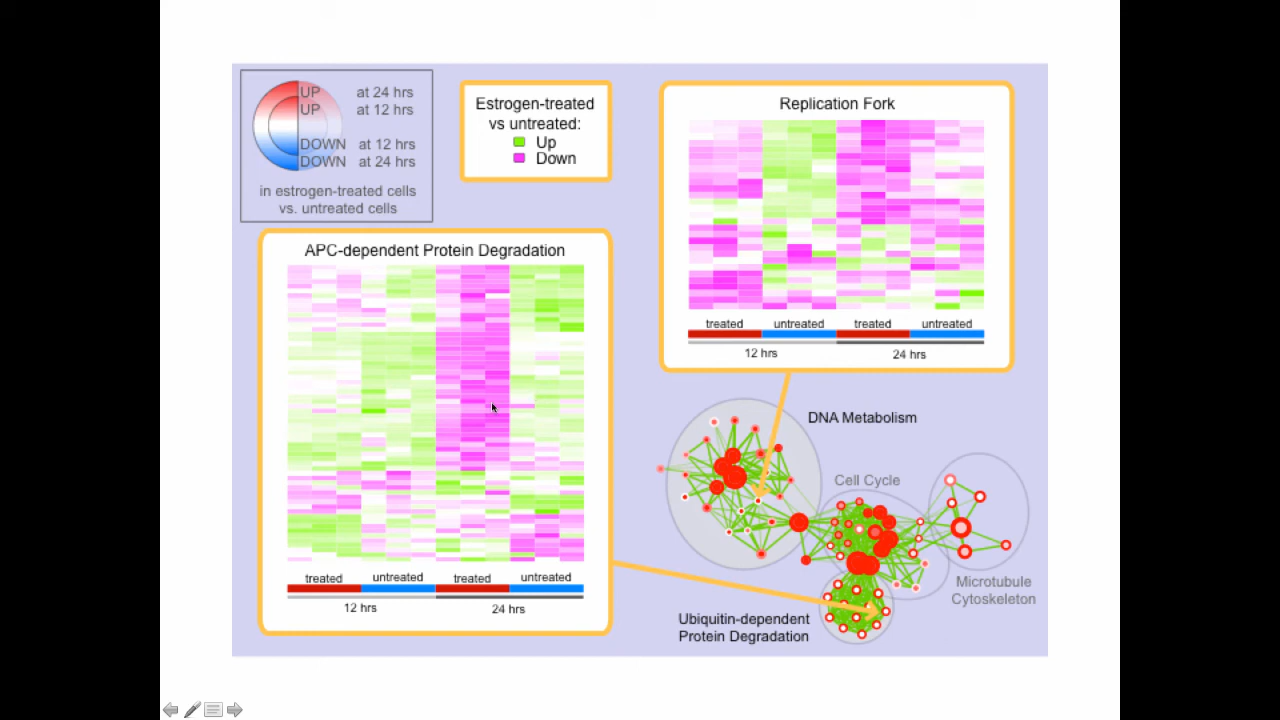 UP at 24 hrs
UP at 12 hrs
DOWN at 12 hrs
DOWN at 24 hrs
in estrogen-treated cells
vs. untreated cells
Estrogen-treated
vs untreated:
Up
Down
Replication Fork
treated untreated treated untreated
12 hrs 24 hrs
APC-dependent Protein Degradation
treated untreated treated untreated
12 hrs 24 hrs
DNA Metabolism
Cell Cycle
Microtubule
Cytoskeleton
Ubiquitin-dependent
Protein Degradation